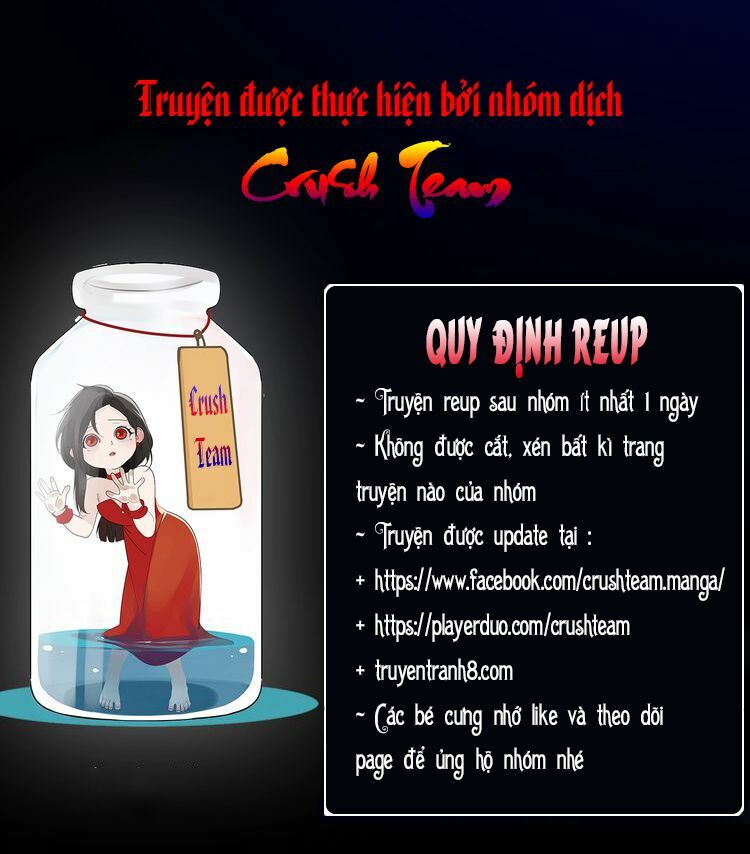 Truyện được thực hiện bởi nhóm dịch
Crush Team
Crush
Team
QUY ĐỊNH REUP
~ Truyện reup sau nhóm ít nhất 1 ngày
~ Không được cắt, xén bất kì trang
truyện nào của nhóm
~ Truyện được update tại :
+ https://www.facebook.com/crushteam.manga/
+ https://playerduo.com/crushteam
+ truyentranh8.com
~ Các bé cưng nhớ like và theo dõi
page để ủng hộ nhóm nhé